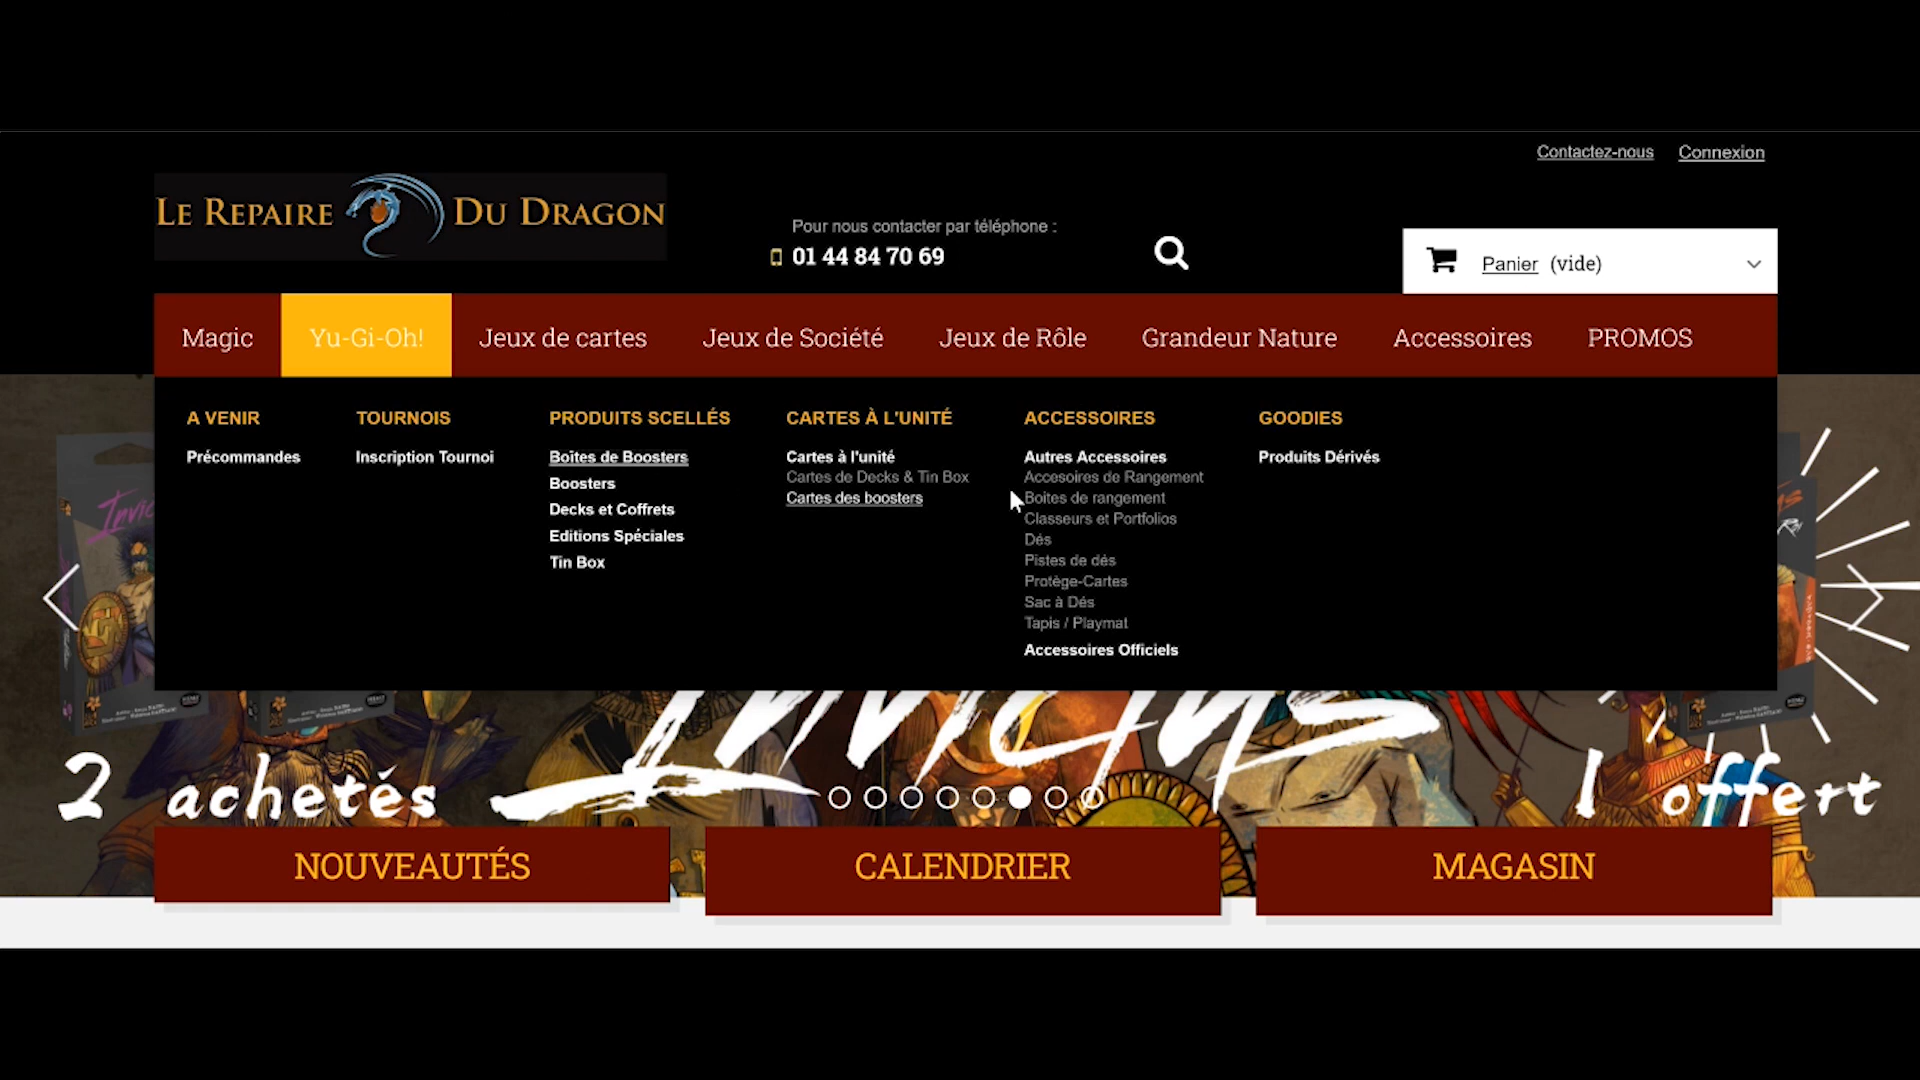 Contactez-nous Connexion
LE REPAIRE DU DRAGON
Pour nous contacter par téléphone :
01 44 84 70 69
Panier (vide)
Magic Yu-Gi-Oh! Jeux de cartes Jeux de Société Jeux de Rôle Grandeur Nature Accessoires PROMOS
A VENIR
Précommandes
TOURNOIS
Inscription Tournoi
PRODUITS SCELLÉS
Boîtes de Boosters
Boosters
Decks et Coffrets
Editions Spéciales
Tin Box
CARTES À L'UNITÉ
Cartes à l'unité
Cartes de Decks & Tin Box
Cartes des boosters
ACCESSOIRES
Autres Accessoires
Accesoires de Rangement
Boites de rangement
Classeurs et Portfolios
Dés
Pistes de dés
Protège-Cartes
Sac à Dés
Tapis / Playmat
Accessoires Officiels
GOODIES
Produits Dérivés
Invictus
2 achetés
1 offert
NOUVEAUTÉS
CALENDRIER
MAGASIN